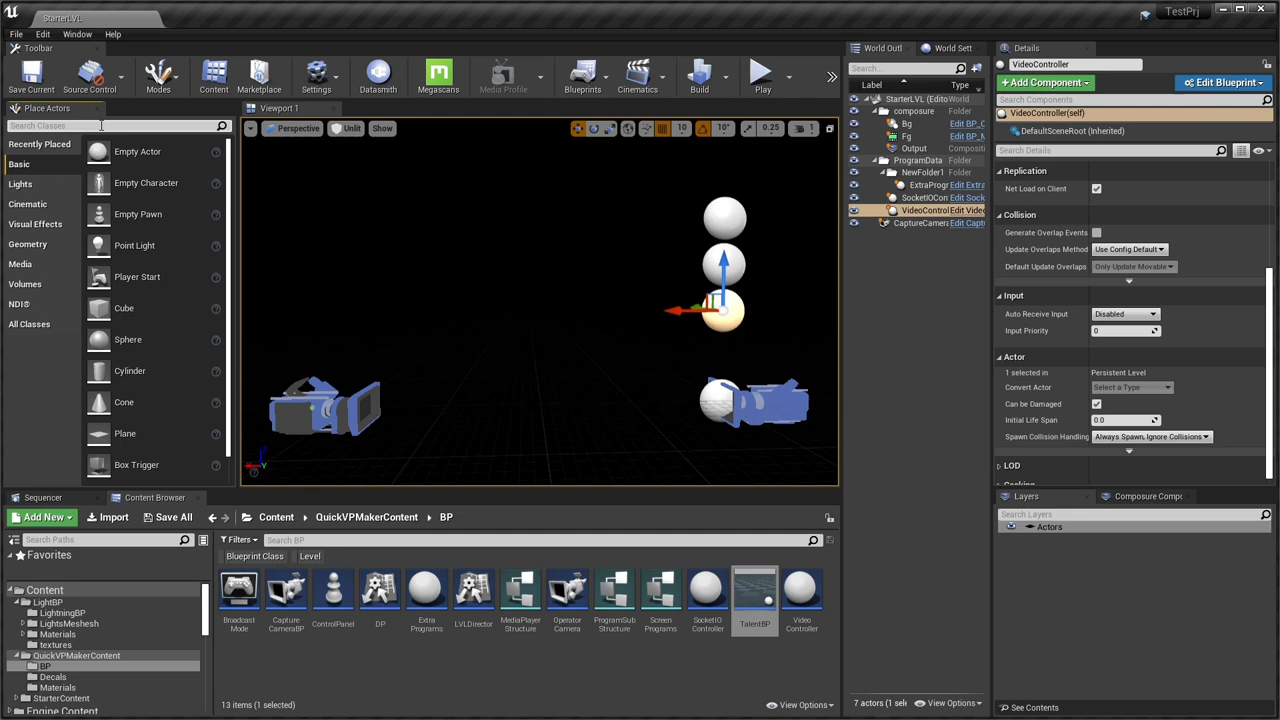 StarterLVL
TestPrj
File Edit Window Help
Toolbar
Save Current
Source Control
Modes
Content
Marketplace
Settings
Datasmith
Megascans
Media Profile
Blueprints
Cinematics
Build
Play
Place Actors
Search Classes
Recently Placed
Basic
Lights
Cinematic
Visual Effects
Geometry
Media
Volumes
NDI®
All Classes
Empty Actor
Empty Character
Empty Pawn
Point Light
Player Start
Cube
Sphere
Cylinder
Cone
Plane
Box Trigger
Viewport 1
Perspective Unlit Show
10 10° 0.25 1
World Outl World Sett
Search...
Label Type
StarterLVL (Edito World
composure Folder
Bg Edit BP_C
Fg Edit BP_M
Output Composit
ProgramData Folder
NewFolder1 Folder
ExtraProgr Edit Extra
SocketIOCon Edit Sock
VideoControl Edit Video
CaptureCamera Edit Capt
7 actors (1 sel View Options
Details
VideoController
+Add Component Edit Blueprint
Search Components
VideoController(self)
DefaultSceneRoot (Inherited)
Search Details
Replication
Net Load on Client
Collision
Generate Overlap Events
Update Overlaps Method Use Config Default
Default Update Overlaps Only Update Movable
Input
Auto Receive Input Disabled
Input Priority 0
Actor
1 selected in Persistent Level
Convert Actor Select a Type
Can be Damaged
Initial Life Span 0.0
Spawn Collision Handling Always Spawn, Ignore Collisions
LOD
Layers Composure Compo
Search Layers
Actors
See Contents
Sequencer Content Browser
Add New Import Save All Content QuickVPMakerContent BP
Search Paths
Favorites
Content
LightBP
LightningBP
LightsMeshesh
Materials
textures
QuickVPMakerContent
BP
Decals
Materials
StarterContent
Engine Content
Filters Search BP
Blueprint Class Level
Broadcast
Mode
Capture
CameraBP
ControlPanel
DP
Extra
Programs
LVLDirector
MediaPlayer
Structure
Operator
Camera
ProgramSub
Structure
Screen
Programs
SocketIO
Controller
TalentBP
Video
Controller
13 items (1 selected) View Options